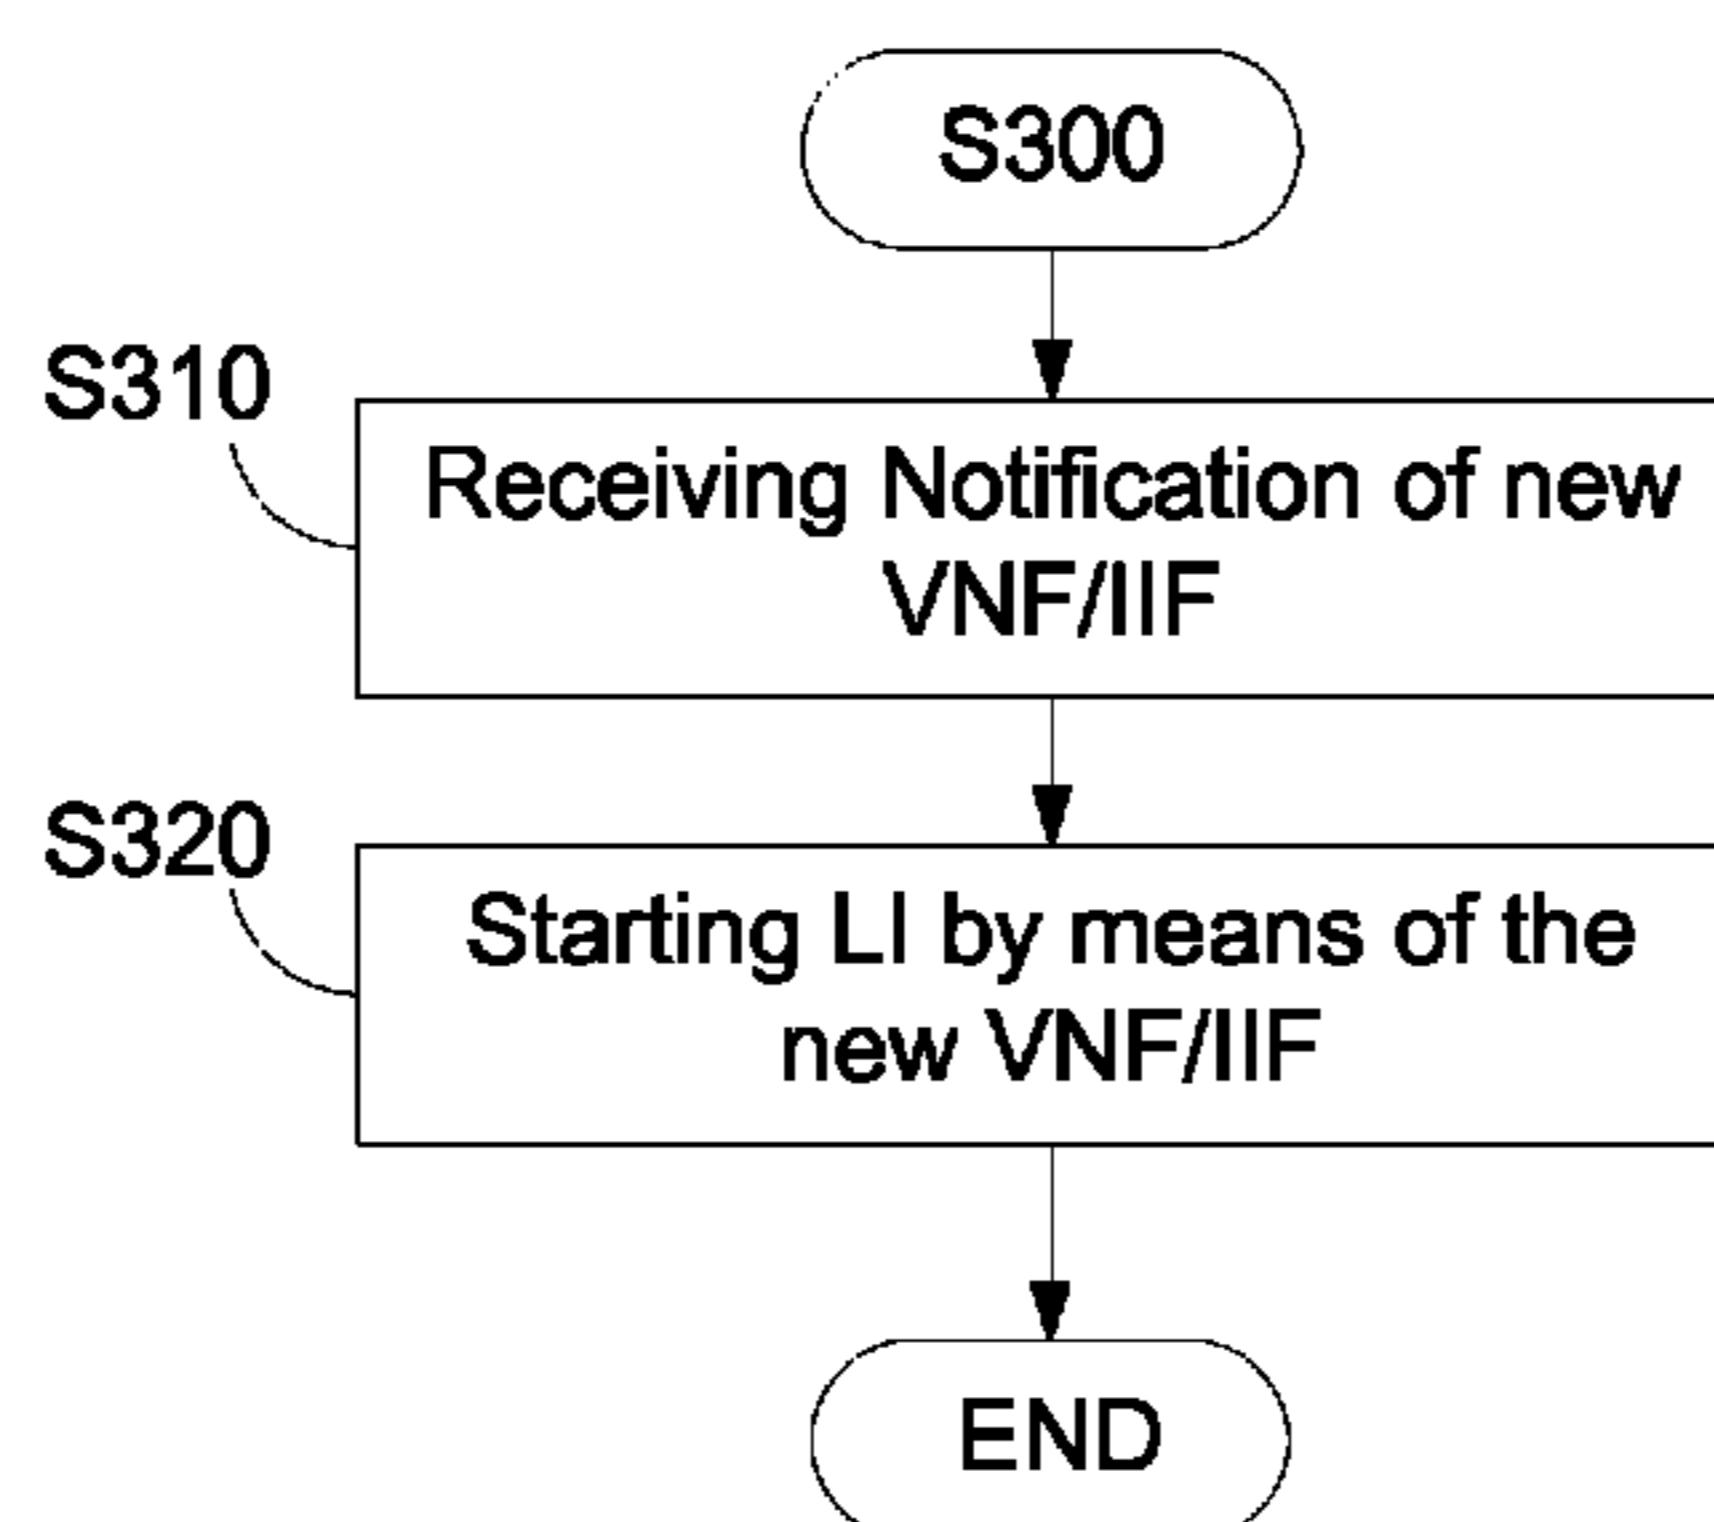 S300
S310
Receiving Notification of new
VNF/IIF
S320
Starting LI by means of the
new VNF/IIF
END